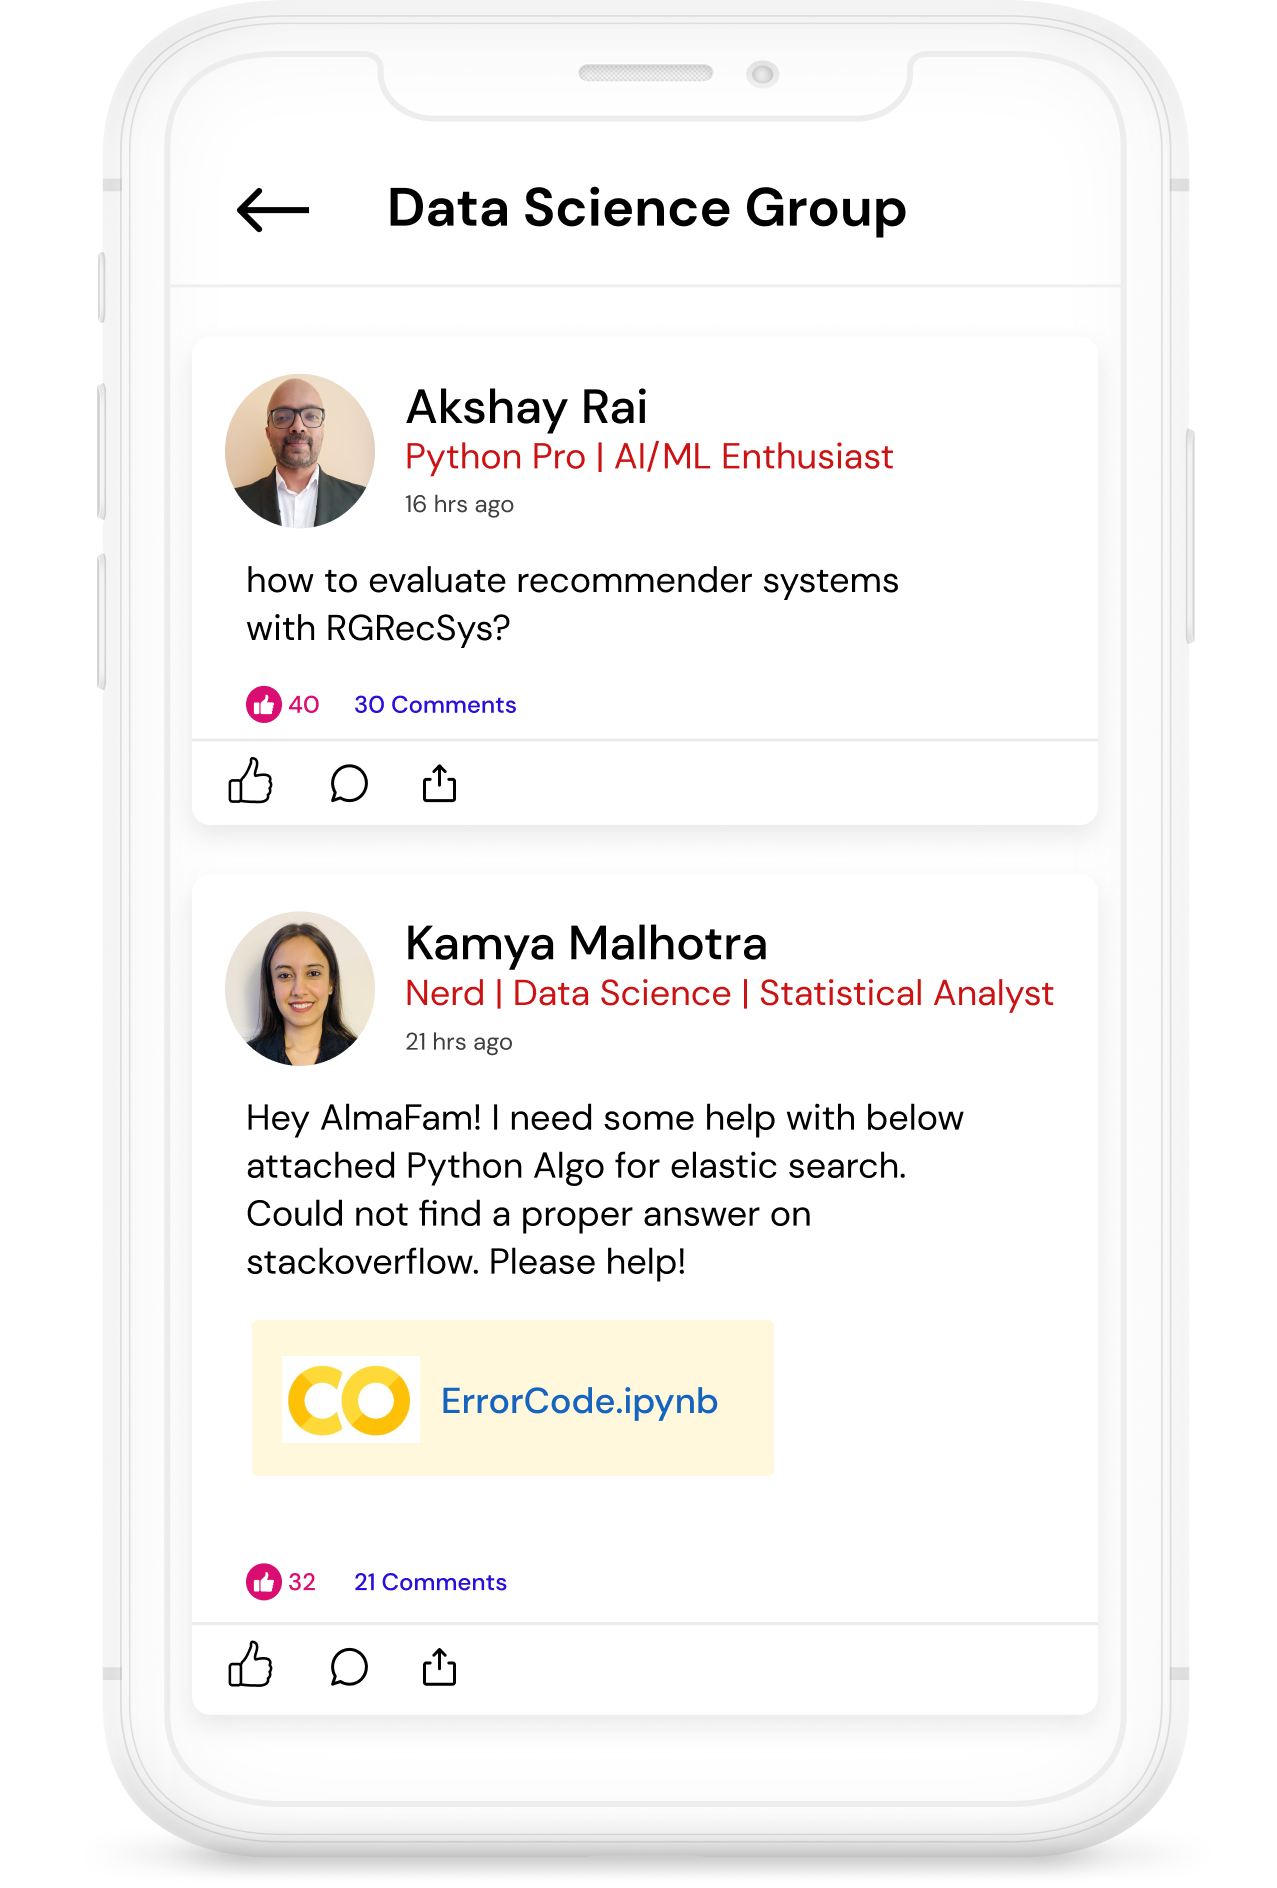 Data Science Group
Akshay Rai
Python Pro | AI/ML Enthusiast
16 hrs ago
how to evaluate recommender systems
with RGRecSys?
40 30 Comments
Kamya Malhotra
Nerd | Data Science | Statistical Analyst
21 hrs ago
Hey AlmaFam! I need some help with below
attached Python Algo for elastic search.
Could not find a proper answer on
stackoverflow. Please help!
CO ErrorCode.ipynb
32 21 Comments